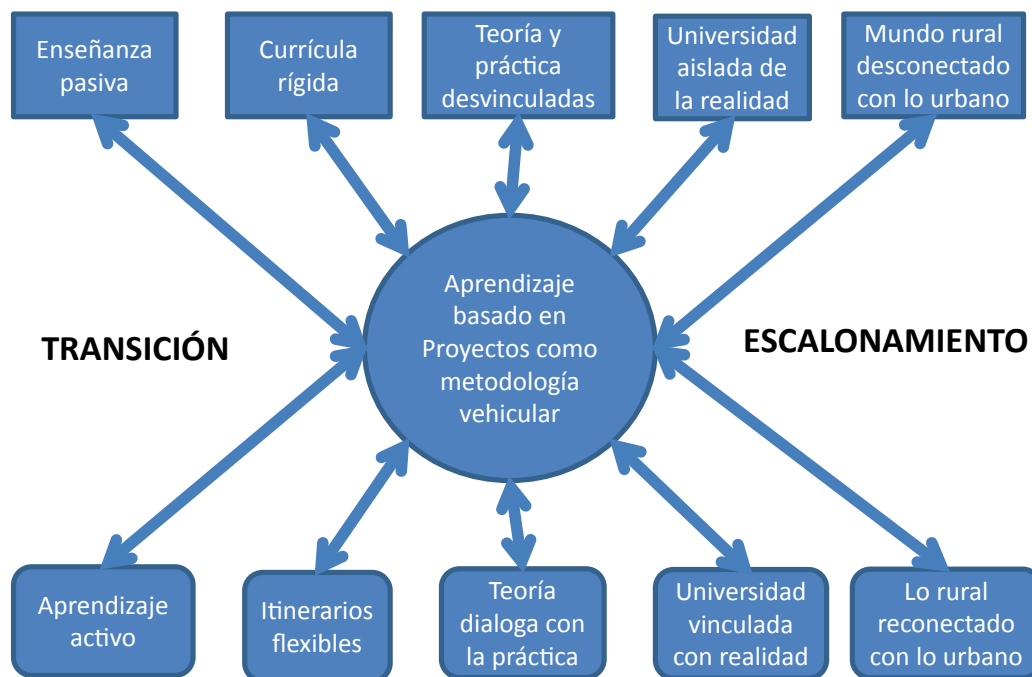 Enseñanza
pasiva
Currícula
rígida
Teoría y
práctica
desvinculadas
Universidad
aislada de
la realidad
Mundo rural
desconectado
con lo urbano
TRANSICIÓN
Aprendizaje
basado en
Proyectos como
metodología
vehicular
ESCALONAMIENTO
Aprendizaje
activo
Itinerarios
flexibles
Teoría
dialoga con
la práctica
Universidad
vinculada
con realidad
Lo rural
reconectado
con lo urbano